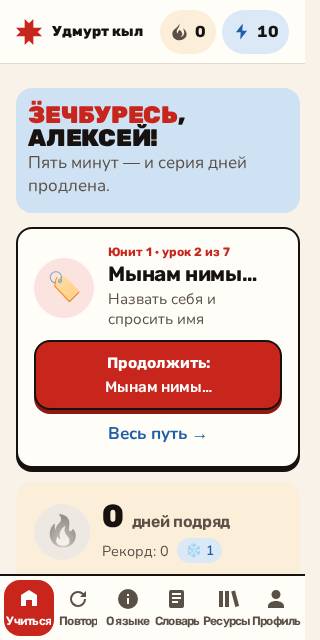 Удмурт кыл
0
10
ӞЕЧБУРЕСЬ,
АЛЕКСЕЙ!
Пять минут — и серия дней
продлена.
Юнит 1 • урок 2 из 7
Мынам нимы…
Назвать себя и
спросить имя
Продолжить:
Мынам нимы…
Весь путь →
0 дней подряд
Рекорд: 0
1
Учиться
Повтор
О языке
Словарь
Ресурсы
Профиль